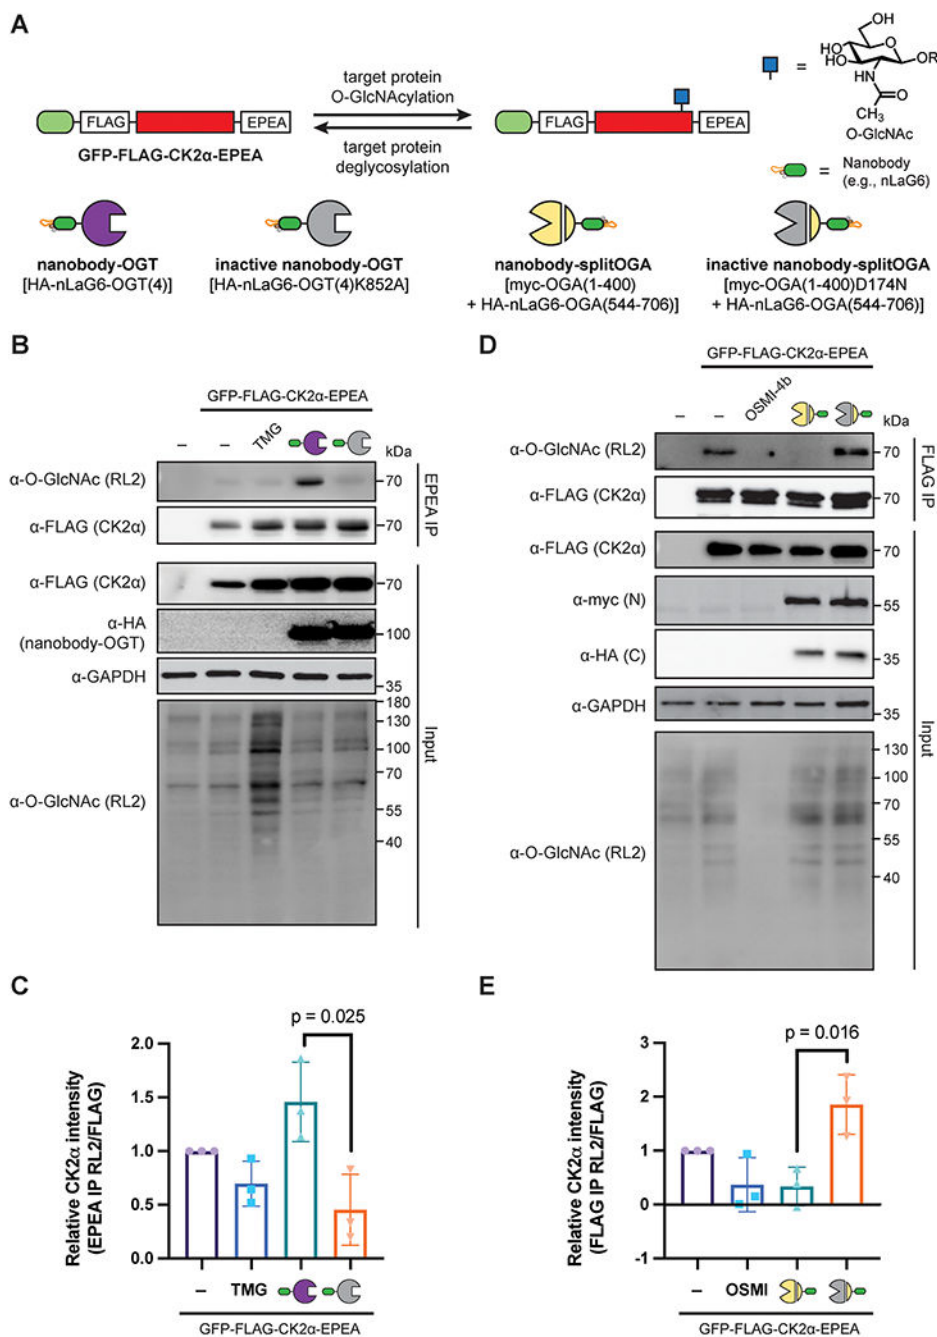 A
target protein
O-GlcNAcylation
target protein
deglycosylation
FLAG
EPEA
GFP-FLAG-CK2α-EPEA
FLAG
EPEA
=
OH
HO
HO
O
OR
NH
O
CH3
O-GlcNAc
=
Nanobody
(e.g., nLaG6)
nanobody-OGT
[HA-nLaG6-OGT(4)]
inactive nanobody-OGT
[HA-nLaG6-OGT(4)K852A]
nanobody-splitOGA
[myc-OGA(1-400)
+ HA-nLaG6-OGA(544-706)]
inactive nanobody-splitOGA
[myc-OGA(1-400)D174N
+ HA-nLaG6-OGA(544-706)]
B
GFP-FLAG-CK2α-EPEA
–
–
TMG
kDa
α-O-GlcNAc (RL2)
70
α-FLAG (CK2α)
70
EPEA IP
α-FLAG (CK2α)
70
α-HA
(nanobody-OGT)
100
α-GAPDH
35
α-O-GlcNAc (RL2)
180
130
100
70
55
40
Input
D
GFP-FLAG-CK2α-EPEA
–
–
OSMI-4b
kDa
α-O-GlcNAc (RL2)
70
α-FLAG (CK2α)
70
FLAG IP
α-FLAG (CK2α)
70
α-myc (N)
55
α-HA (C)
35
α-GAPDH
35
α-O-GlcNAc (RL2)
130
100
70
55
40
Input
C
Relative CK2α intensity
(EPEA IP RL2/FLAG)
2.0
1.5
1.0
0.5
0.0
p = 0.025
–
TMG
GFP-FLAG-CK2α-EPEA
E
Relative CK2α intensity
(FLAG IP RL2/FLAG)
3
2
1
0
-1
p = 0.016
–
OSMI
GFP-FLAG-CK2α-EPEA